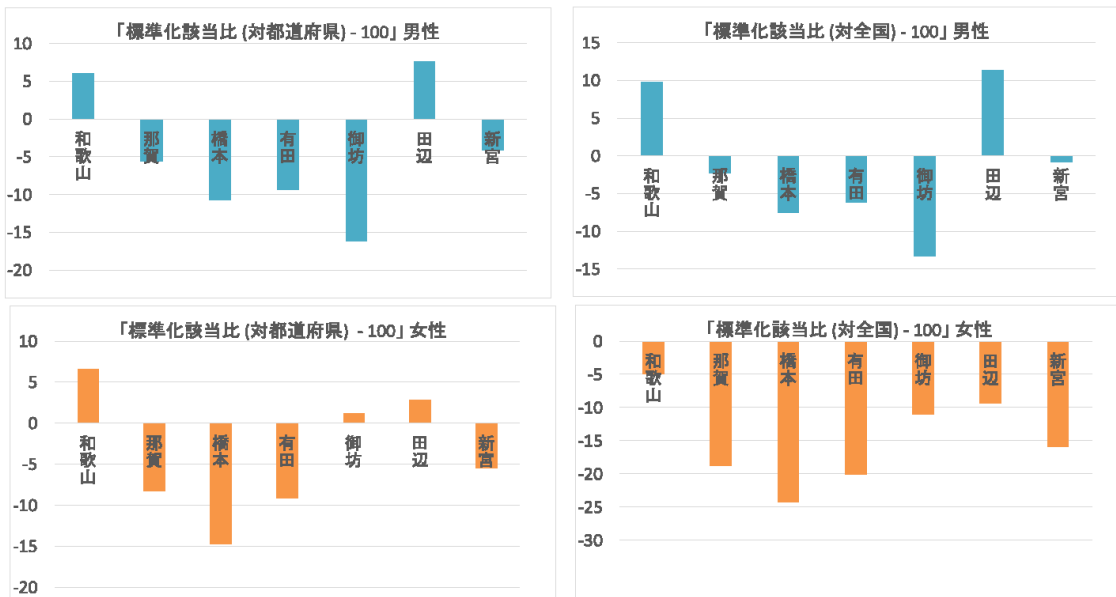 「標準化該当比 (対都道府県) - 100」 男性
10
5
0
-5
-10
-15
-20
和歌山
那賀
橋本
有田
御坊
田辺
新宮
「標準化該当比 (対全国) - 100」 男性
15
10
5
0
-5
-10
-15
和歌山
那賀
橋本
有田
御坊
田辺
新宮
「標準化該当比 (対都道府県) - 100」 女性
10
5
0
-5
-10
-15
-20
和歌山
那賀
橋本
有田
御坊
田辺
新宮
「標準化該当比 (対全国) - 100」 女性
0
-5
-10
-15
-20
-25
-30
和歌山
那賀
橋本
有田
御坊
田辺
新宮